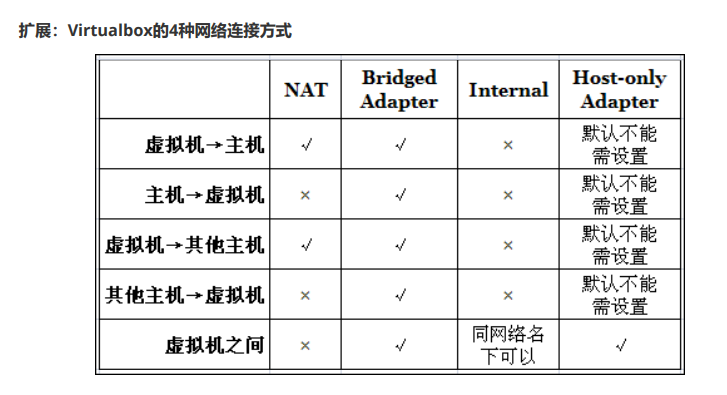 扩展：Virtualbox的4种网络连接方式
NAT
Bridged
Adapter
Internal
Host-only
Adapter
虚拟机→主机
√
√
×
默认不能
需设置
主机→虚拟机
×
√
×
默认不能
需设置
虚拟机→其他主机
√
√
×
默认不能
需设置
其他主机→虚拟机
×
√
×
默认不能
需设置
虚拟机之间
×
√
同网络名
下可以
√